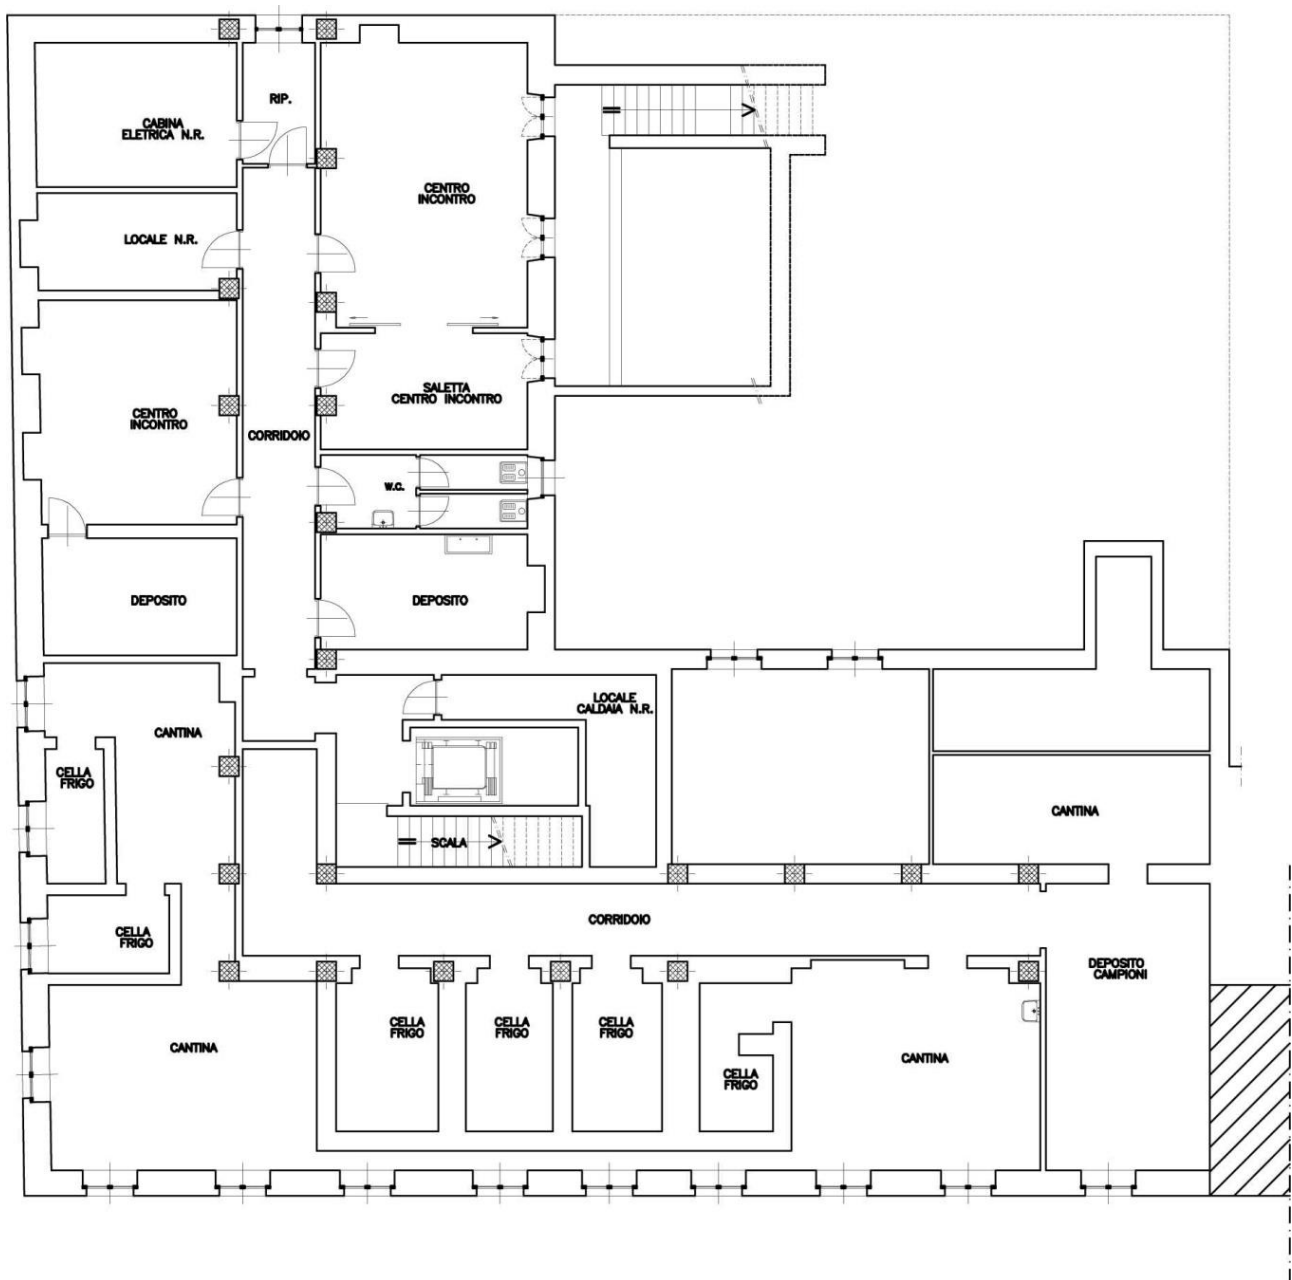 RIP.
CABINA
ELETRICA N.R.
CENTRO
INCONTRO
LOCALE N.R.
SALETTA
CENTRO INCONTRO
CENTRO
INCONTRO
CORRIDOIO
W.C.
DEPOSITO
DEPOSITO
LOCALE
CALDAIA N.R.
CANTINA
CELLA
FRIGO
CANTINA
SCALA
CORRIDOIO
CELLA
FRIGO
DEPOSITO
CAMPIONI
CELLA
FRIGO
CELLA
FRIGO
CELLA
FRIGO
CANTINA
CANTINA
CELLA
FRIGO